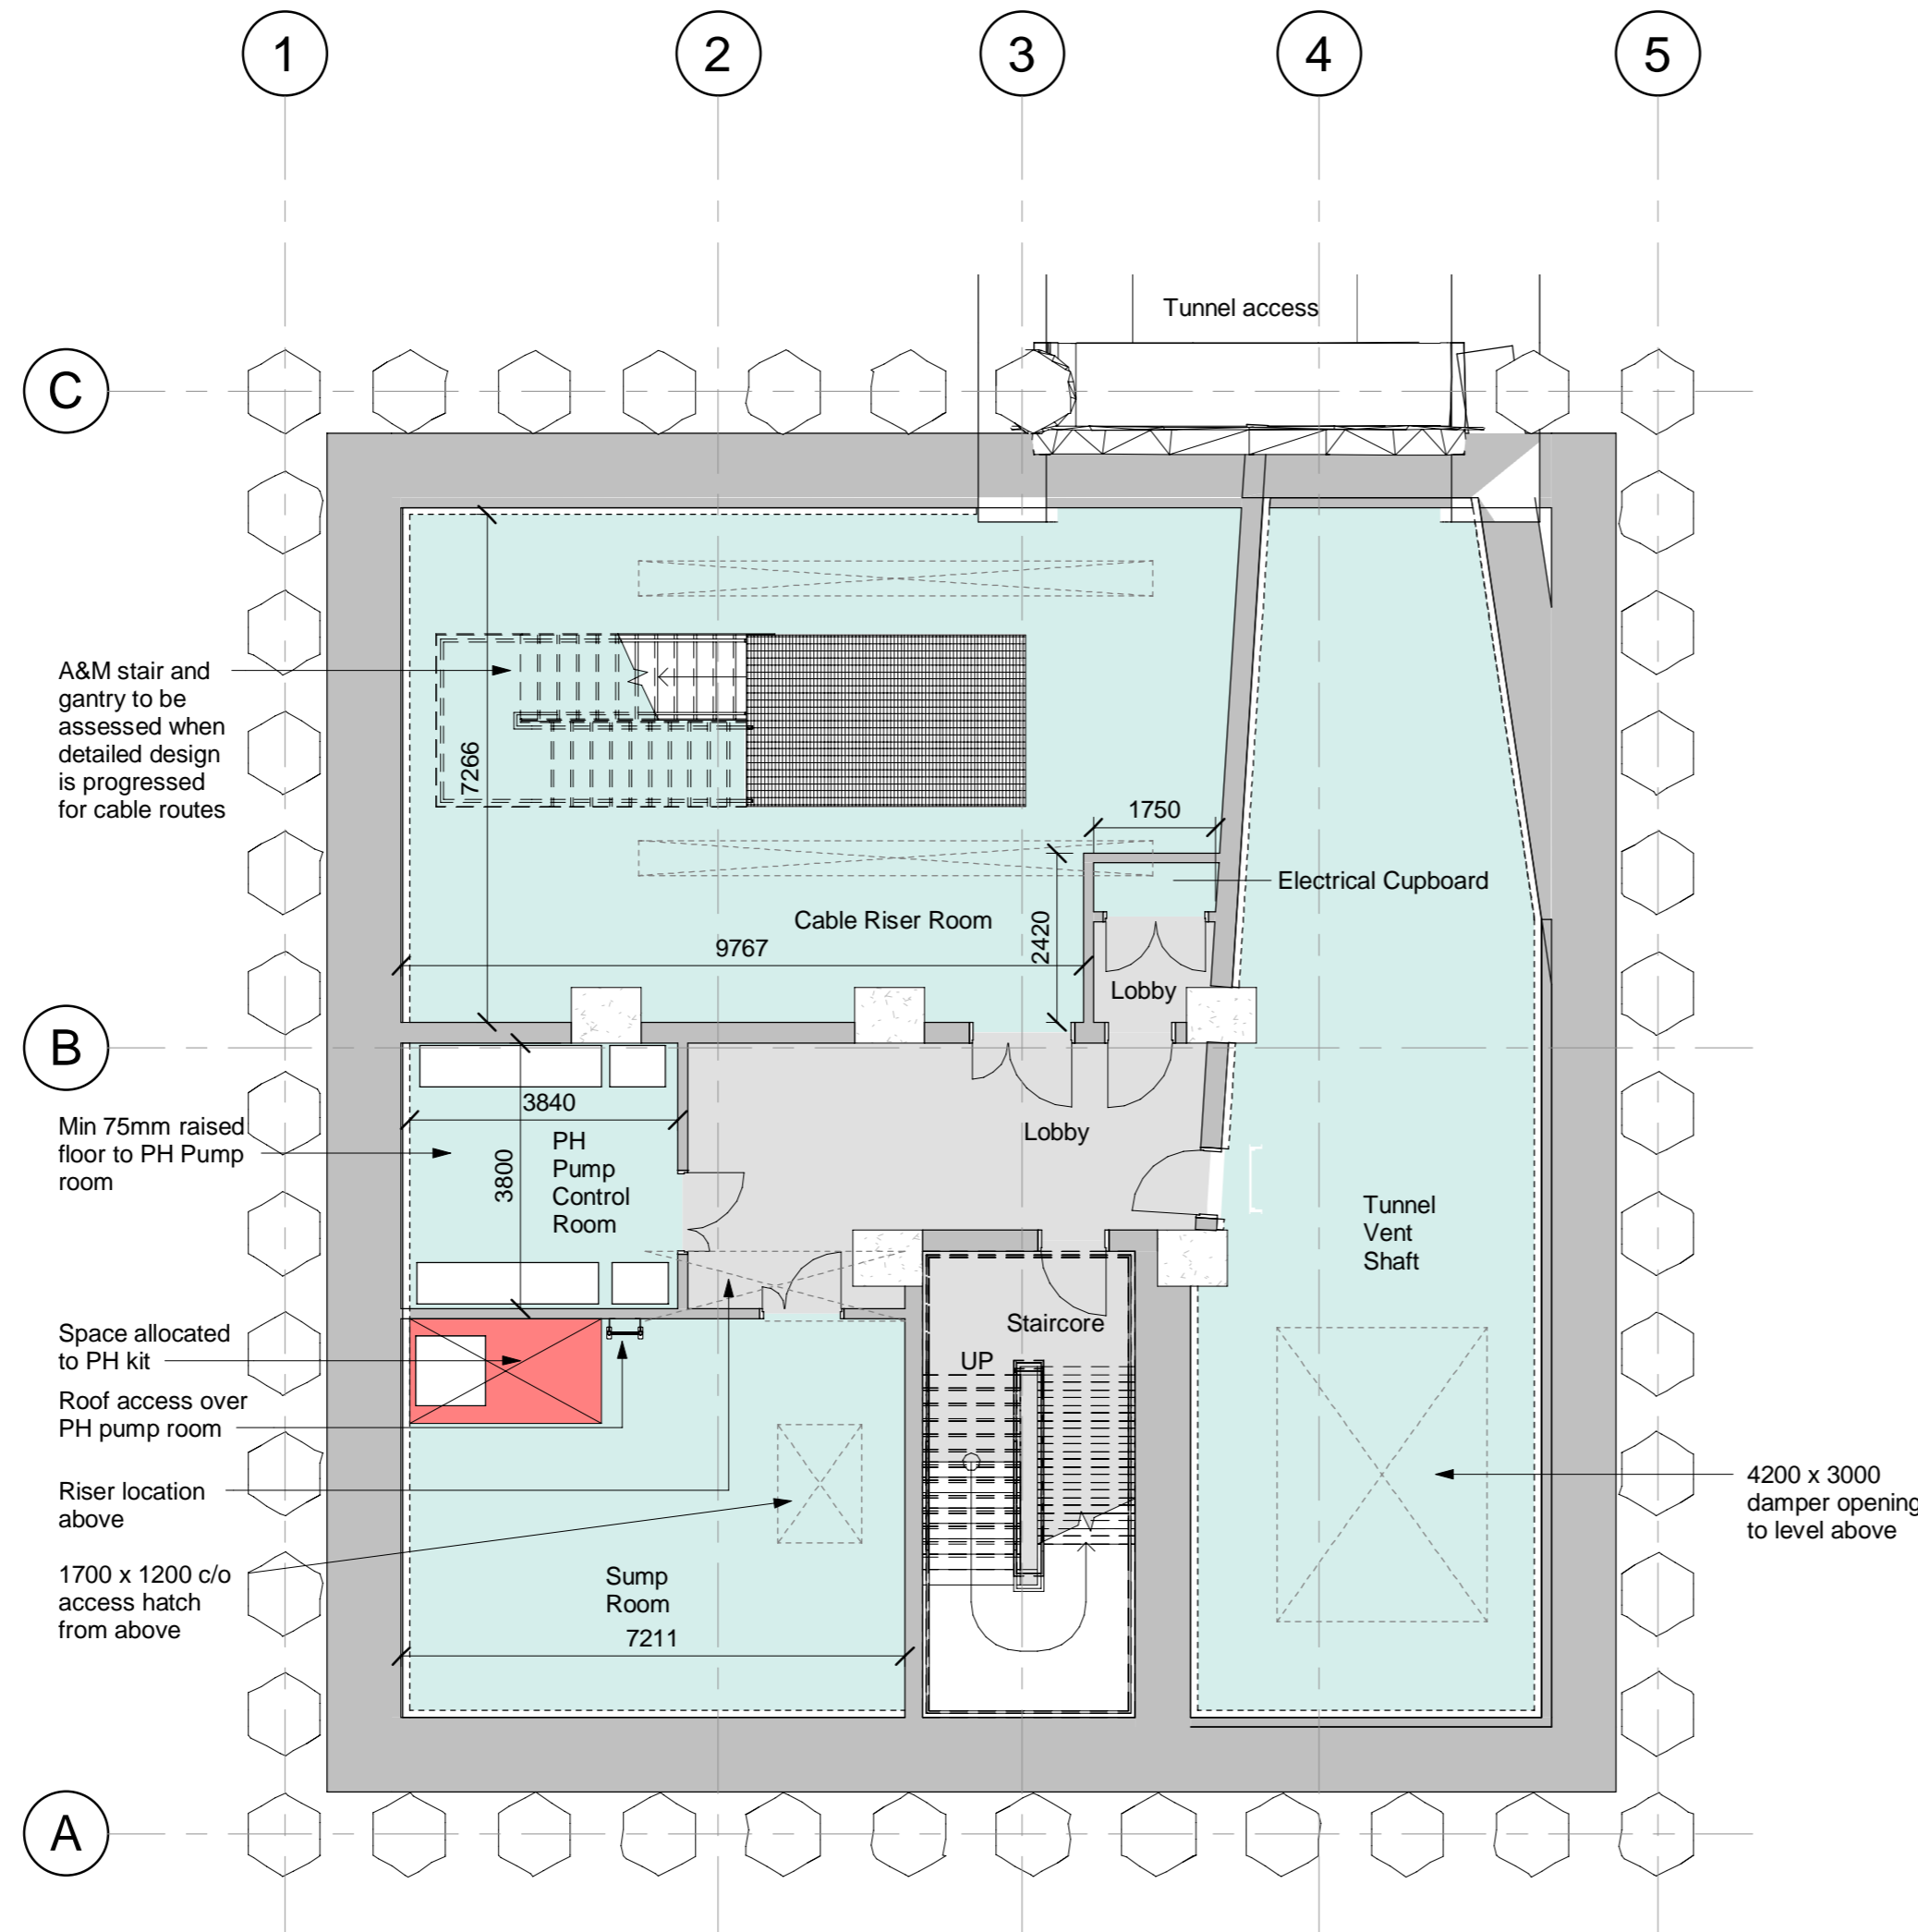 1
2
3
4
5
Tunnel access
C
A&M stair and
gantry to be
assessed when
detailed design
is progressed
for cable routes
7266
1750
Electrical Cupboard
Cable Riser Room
2420
9767
Lobby
B
3840
Min 75mm raised
floor to PH Pump
room
3800
PH
Pump
Control
Room
Lobby
Tunnel
Vent
Shaft
Space allocated
to PH kit
Staircore
UP
Roof access over
PH pump room
Riser location
above
4200 x 3000
damper opening
to level above
1700 x 1200 c/o
access hatch
from above
Sump
Room
7211
A